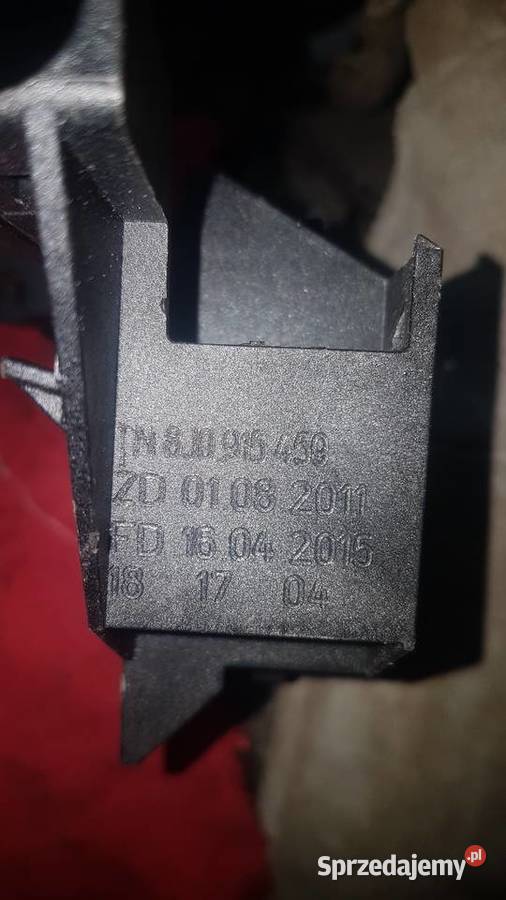 TN 8J0 915 459
ZD 01 08 2011
FD 16 04 2015
18 17 04
Sprzedajemy.pl